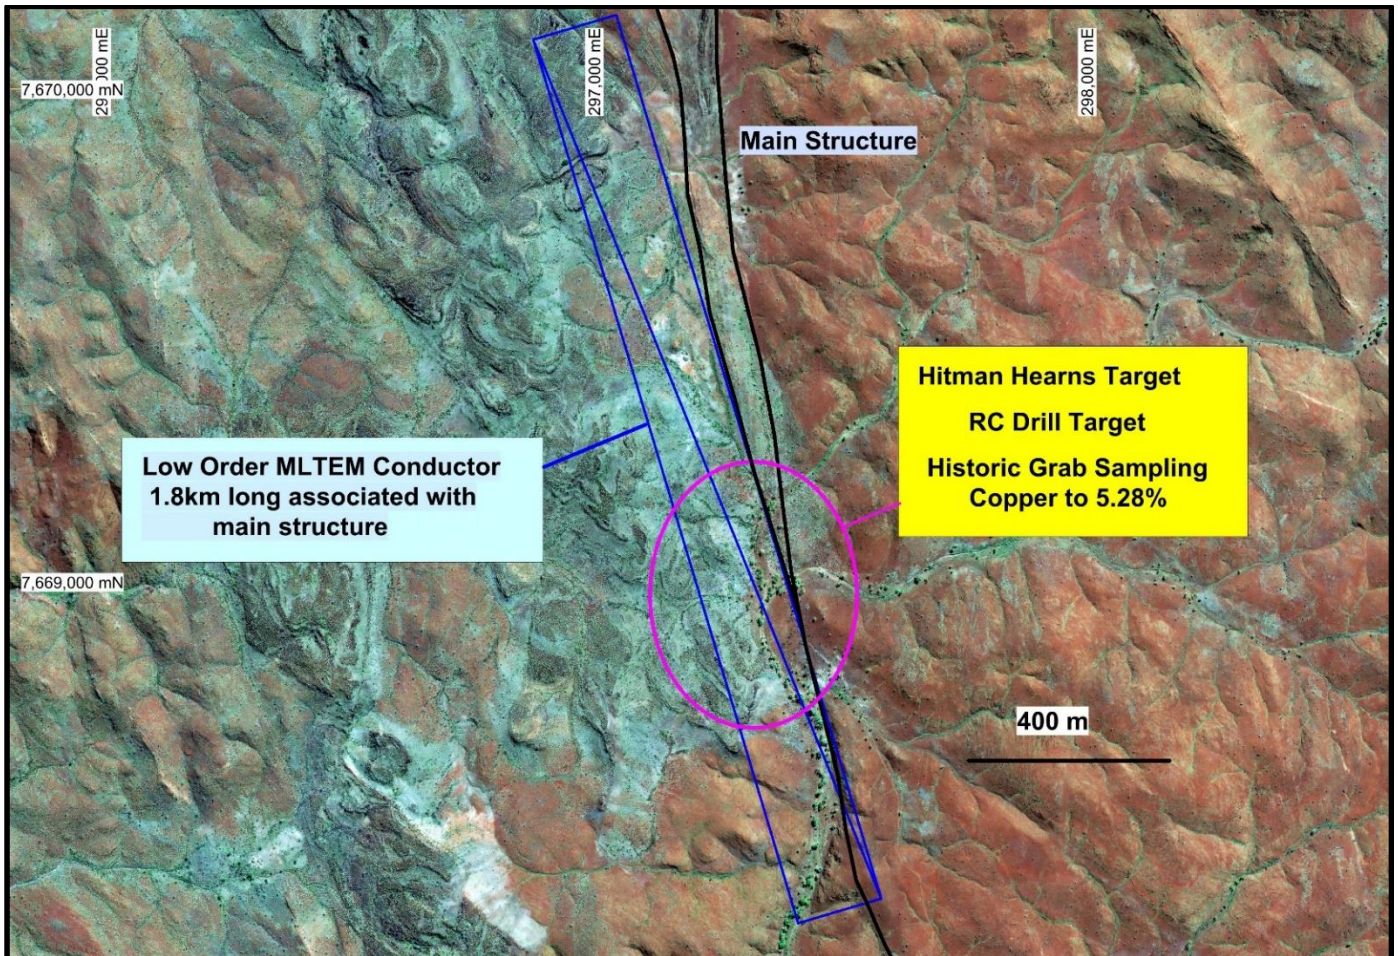 297,000 mE
298,000 mE
7,670,000 mN
Main Structure
Hitman Hearns Target
RC Drill Target
Historic Grab Sampling
Copper to 5.28%
Low Order MLTEM Conductor
1.8km long associated with
main structure
7,669,000 mN
400 m